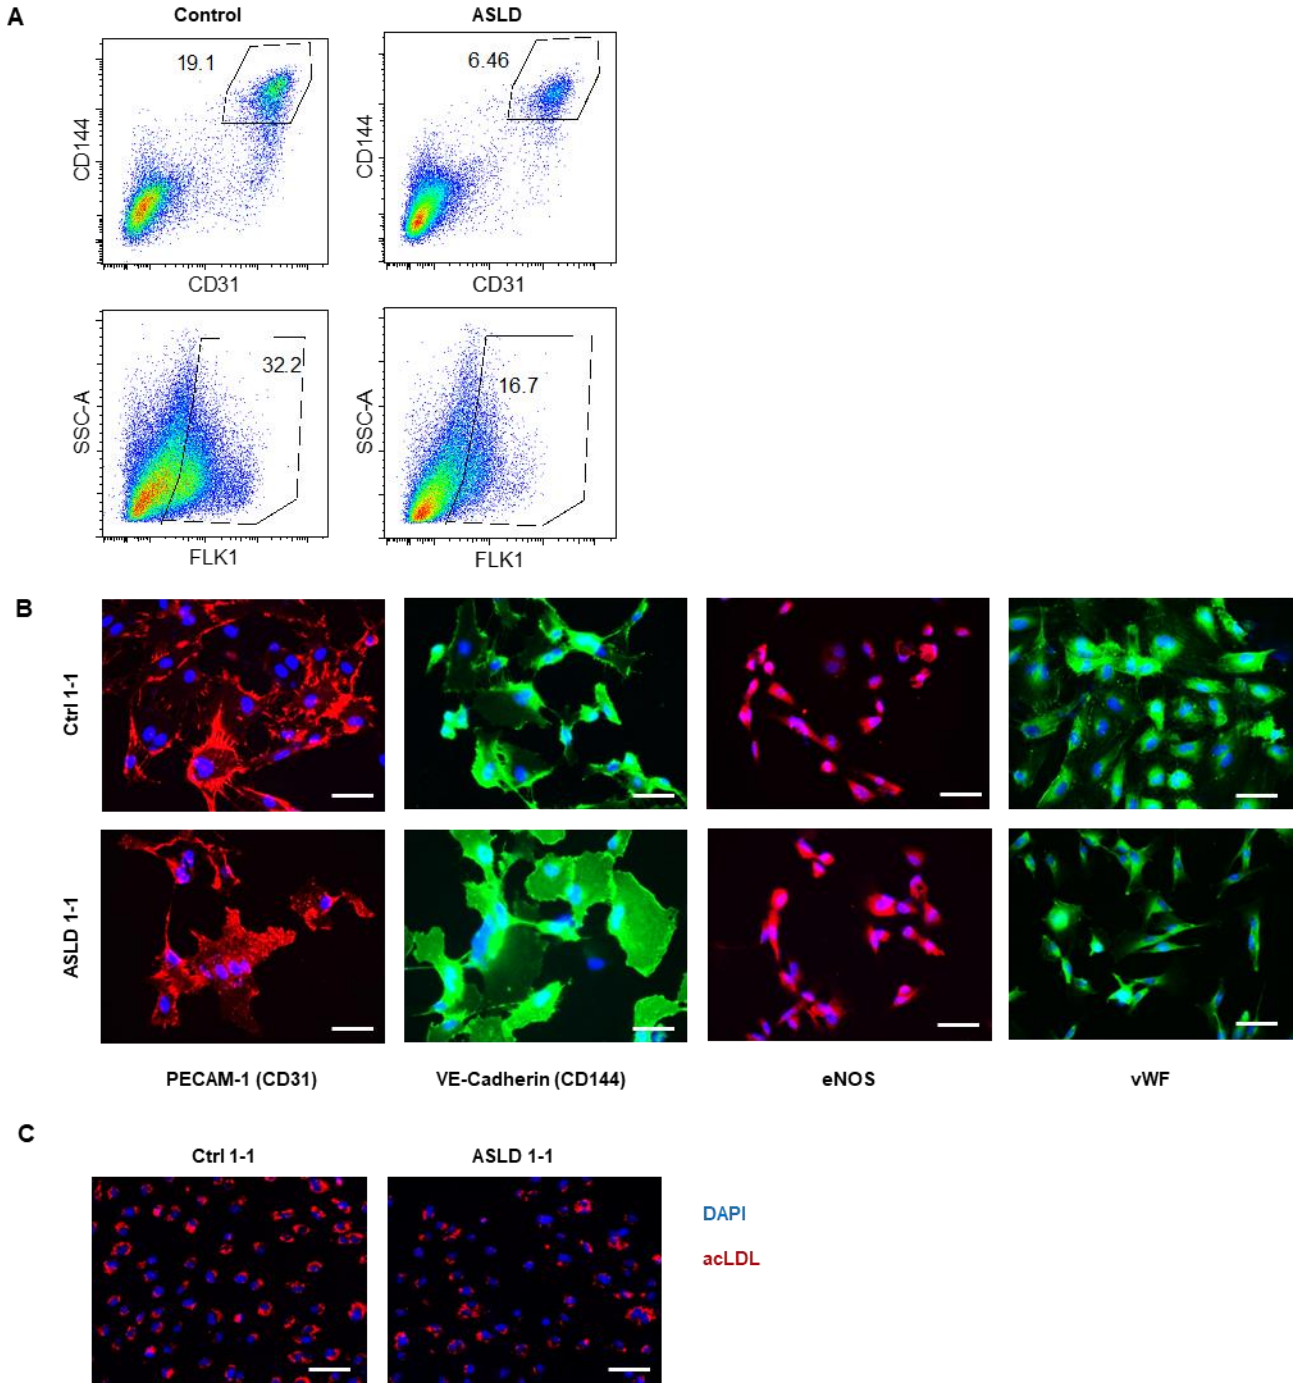 A
Control
ASLD
19.1
6.46
CD144
CD144
CD31
CD31
32.2
16.7
SSC-A
SSC-A
FLK1
FLK1
B
Ctrl 1-1
ASLD 1-1
PECAM-1 (CD31)
VE-Cadherin (CD144)
eNOS
vWF
C
Ctrl 1-1
ASLD 1-1
DAPI
acLDL